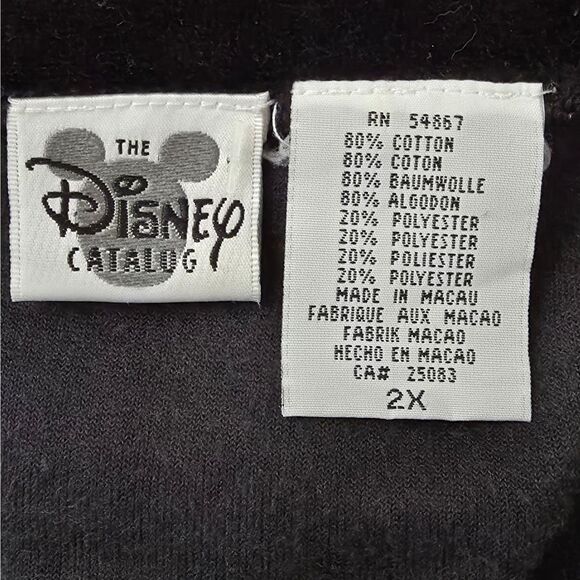 THE
Disney
CATALOG
RN 54867
80% COTTON
80% COTON
80% BAUMWOLLE
80% ALGODON
20% POLYESTER
20% POLYESTER
20% POLIESTER
20% POLYESTER
MADE IN MACAU
FABRIQUE AUX MACAO
FABRIK MACAO
HECHO EN MACAO
CA# 25083
2X